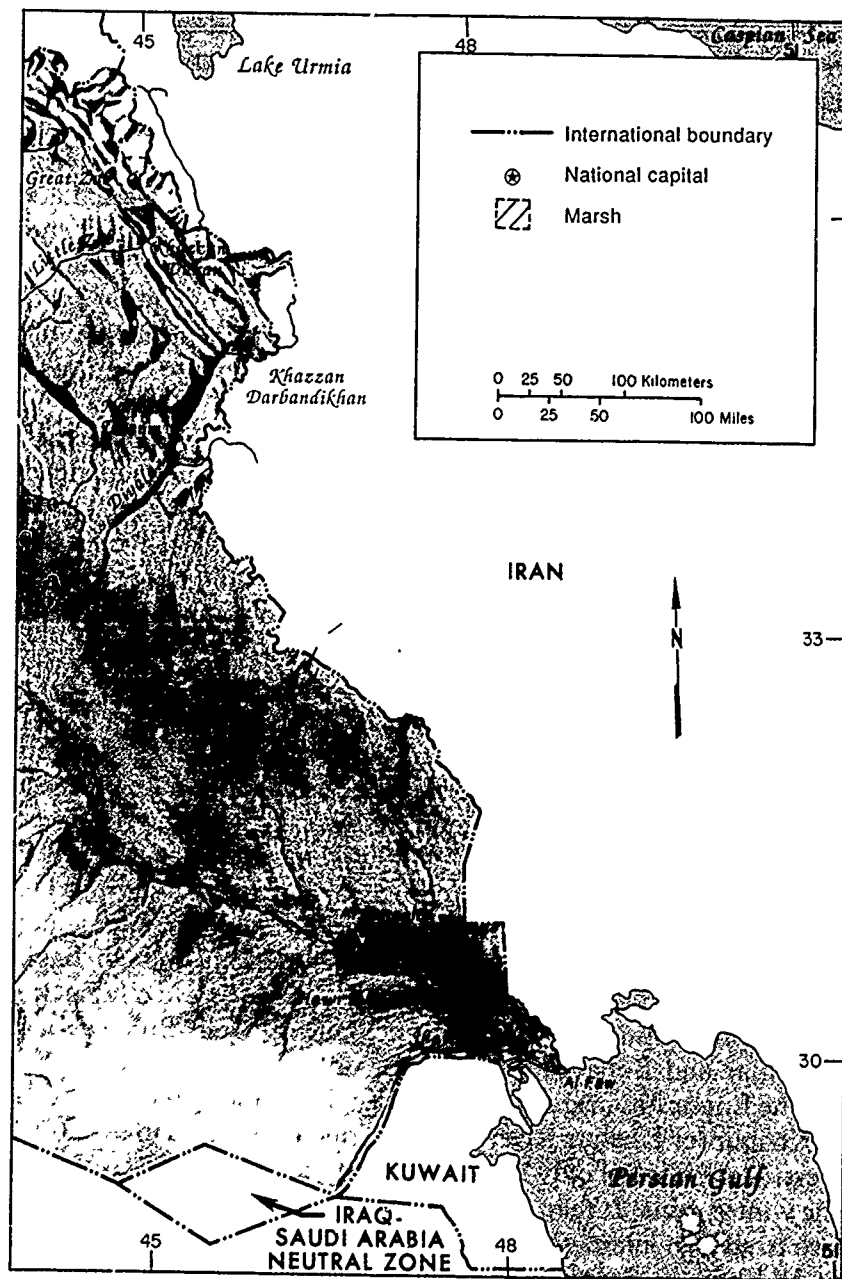 45
48
Caspian Sea
51
Lake Urmia
International boundary
National capital
Marsh
Great
Little
Khazzan
Darbandikhan
0 25 50 100 Kilometers
0 25 50 100 Miles
Diyala
IRAN
N
33
30
Al Faw
KUWAIT
Persian Gulf
IRAQ-
SAUDI ARABIA
NEUTRAL ZONE
45
48
51